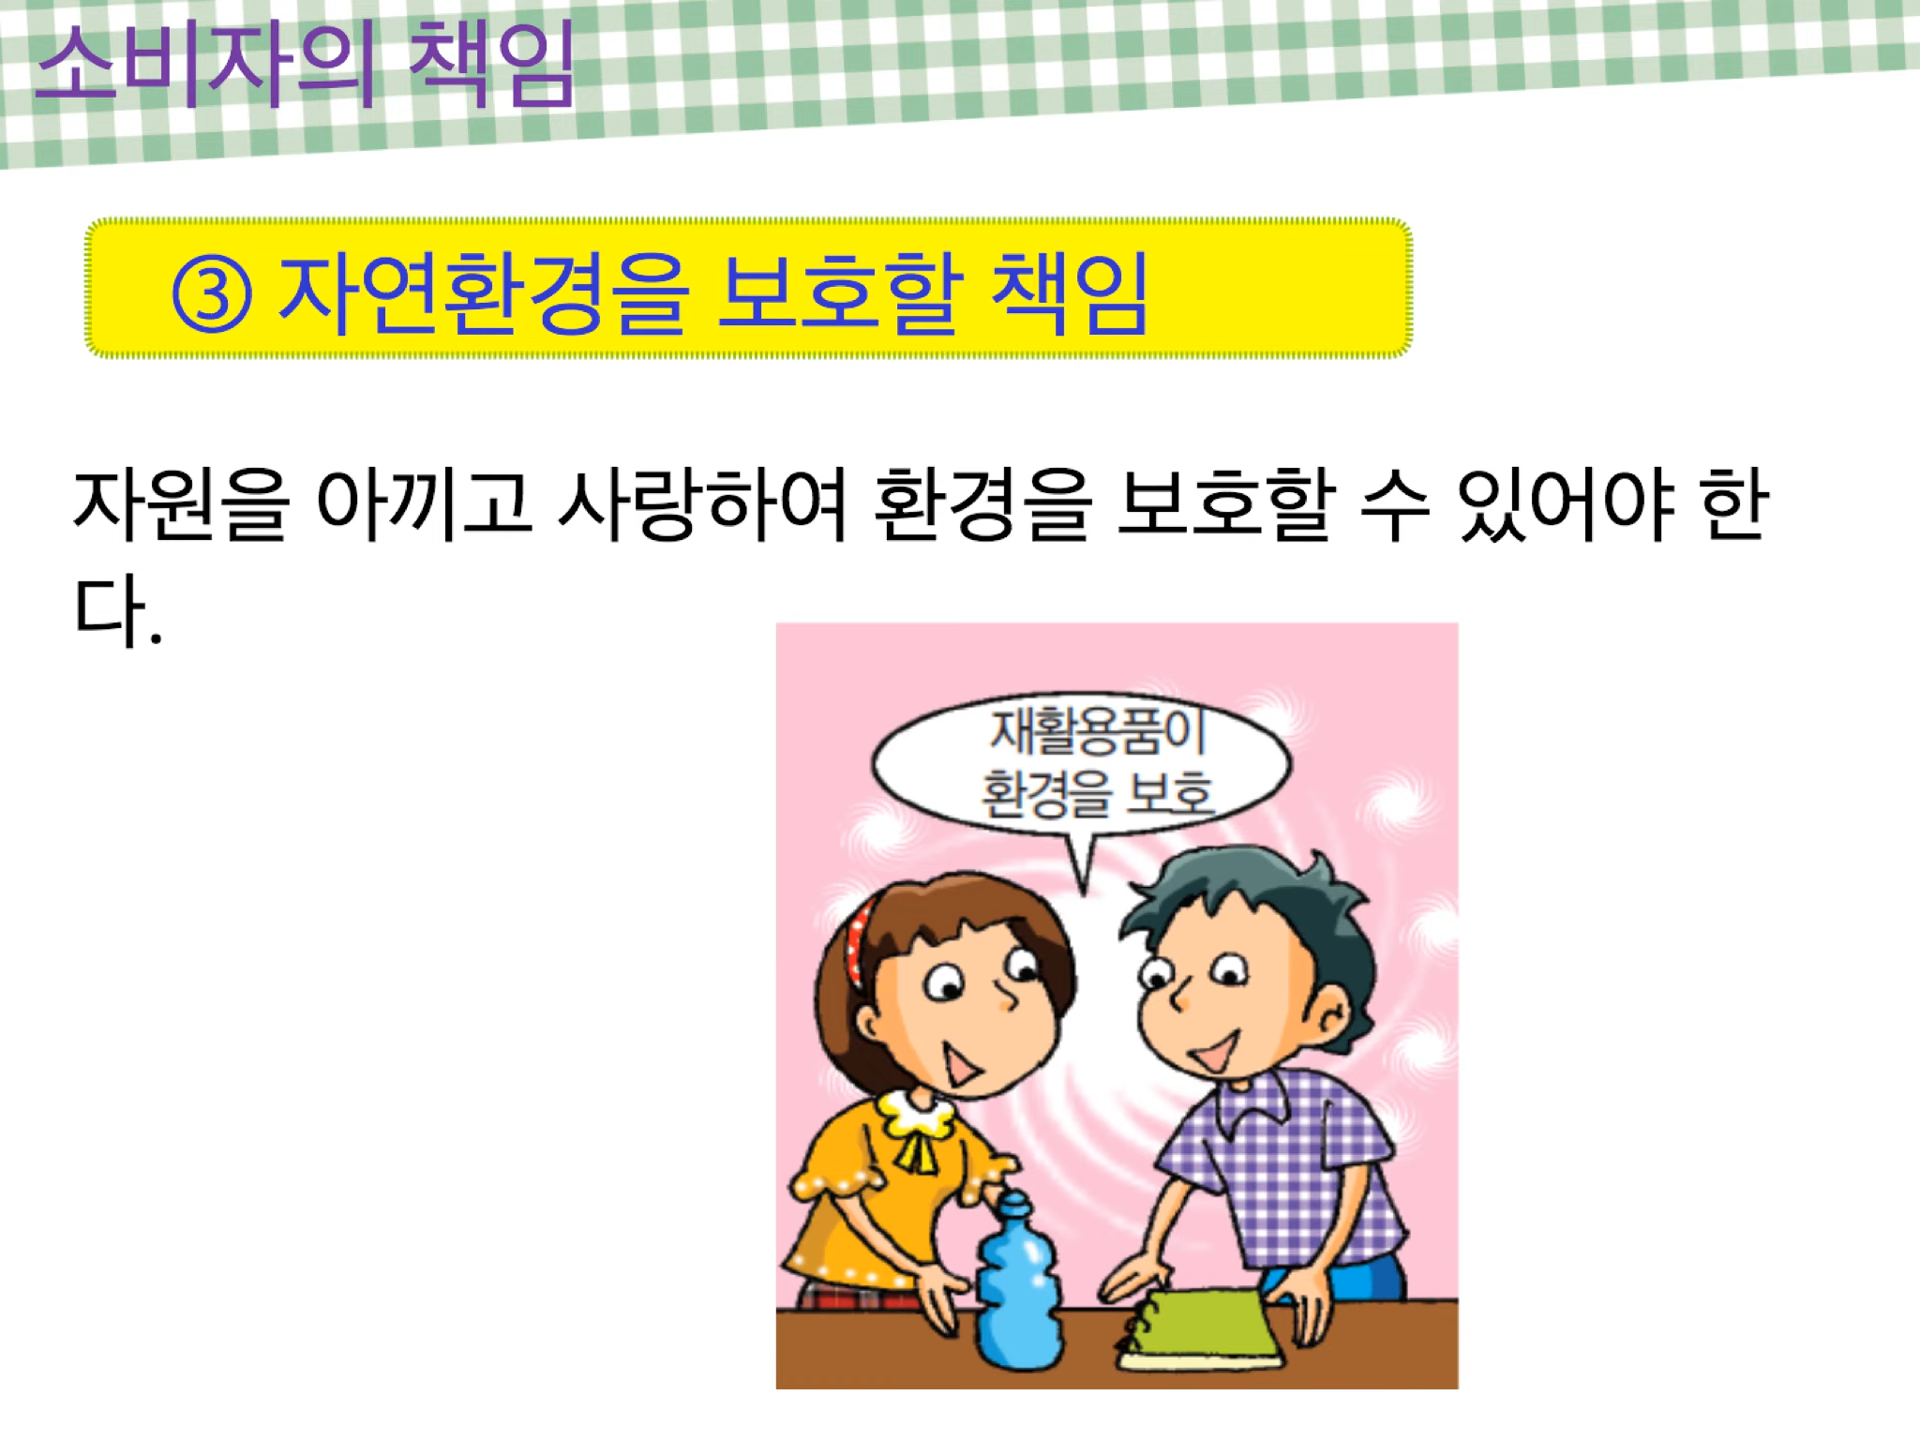 소비자의 책임
③ 자연환경을 보호할 책임
자원을 아끼고 사랑하여 환경을 보호할 수 있어야 한
다.
재활용품이
환경을 보호